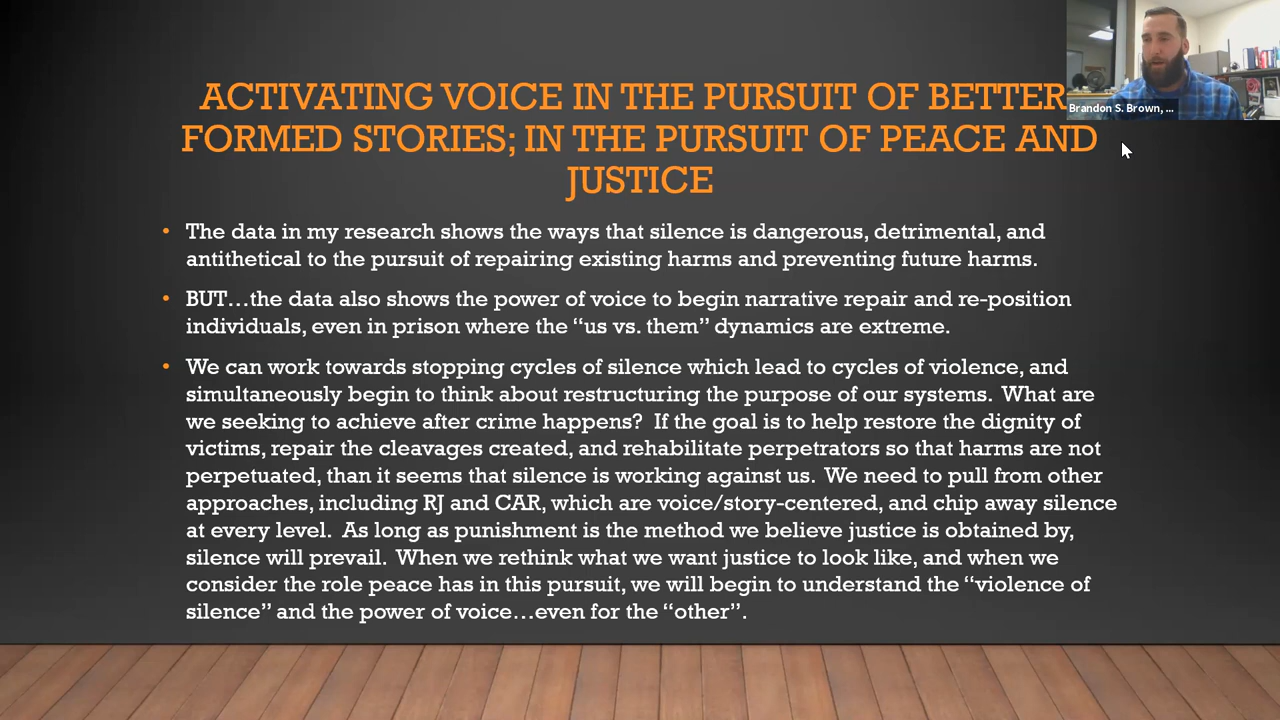 ACTIVATING VOICE IN THE PURSUIT OF BETTER
FORMED STORIES; IN THE PURSUIT OF PEACE AND
JUSTICE
Brandon S. Brown, ...
• The data in my research shows the ways that silence is dangerous, detrimental, and
antithetical to the pursuit of repairing existing harms and preventing future harms.
• BUT…the data also shows the power of voice to begin narrative repair and re-position
individuals, even in prison where the “us vs. them” dynamics are extreme.
• We can work towards stopping cycles of silence which lead to cycles of violence, and
simultaneously begin to think about restructuring the purpose of our systems.  What are
we seeking to achieve after crime happens?  If the goal is to help restore the dignity of
victims, repair the cleavages created, and rehabilitate perpetrators so that harms are not
perpetuated, than it seems that silence is working against us.  We need to pull from other
approaches, including RJ and CAR, which are voice/story-centered, and chip away silence
at every level.  As long as punishment is the method we believe justice is obtained by,
silence will prevail.  When we rethink what we want justice to look like, and when we
consider the role peace has in this pursuit, we will begin to understand the “violence of
silence” and the power of voice…even for the “other”.